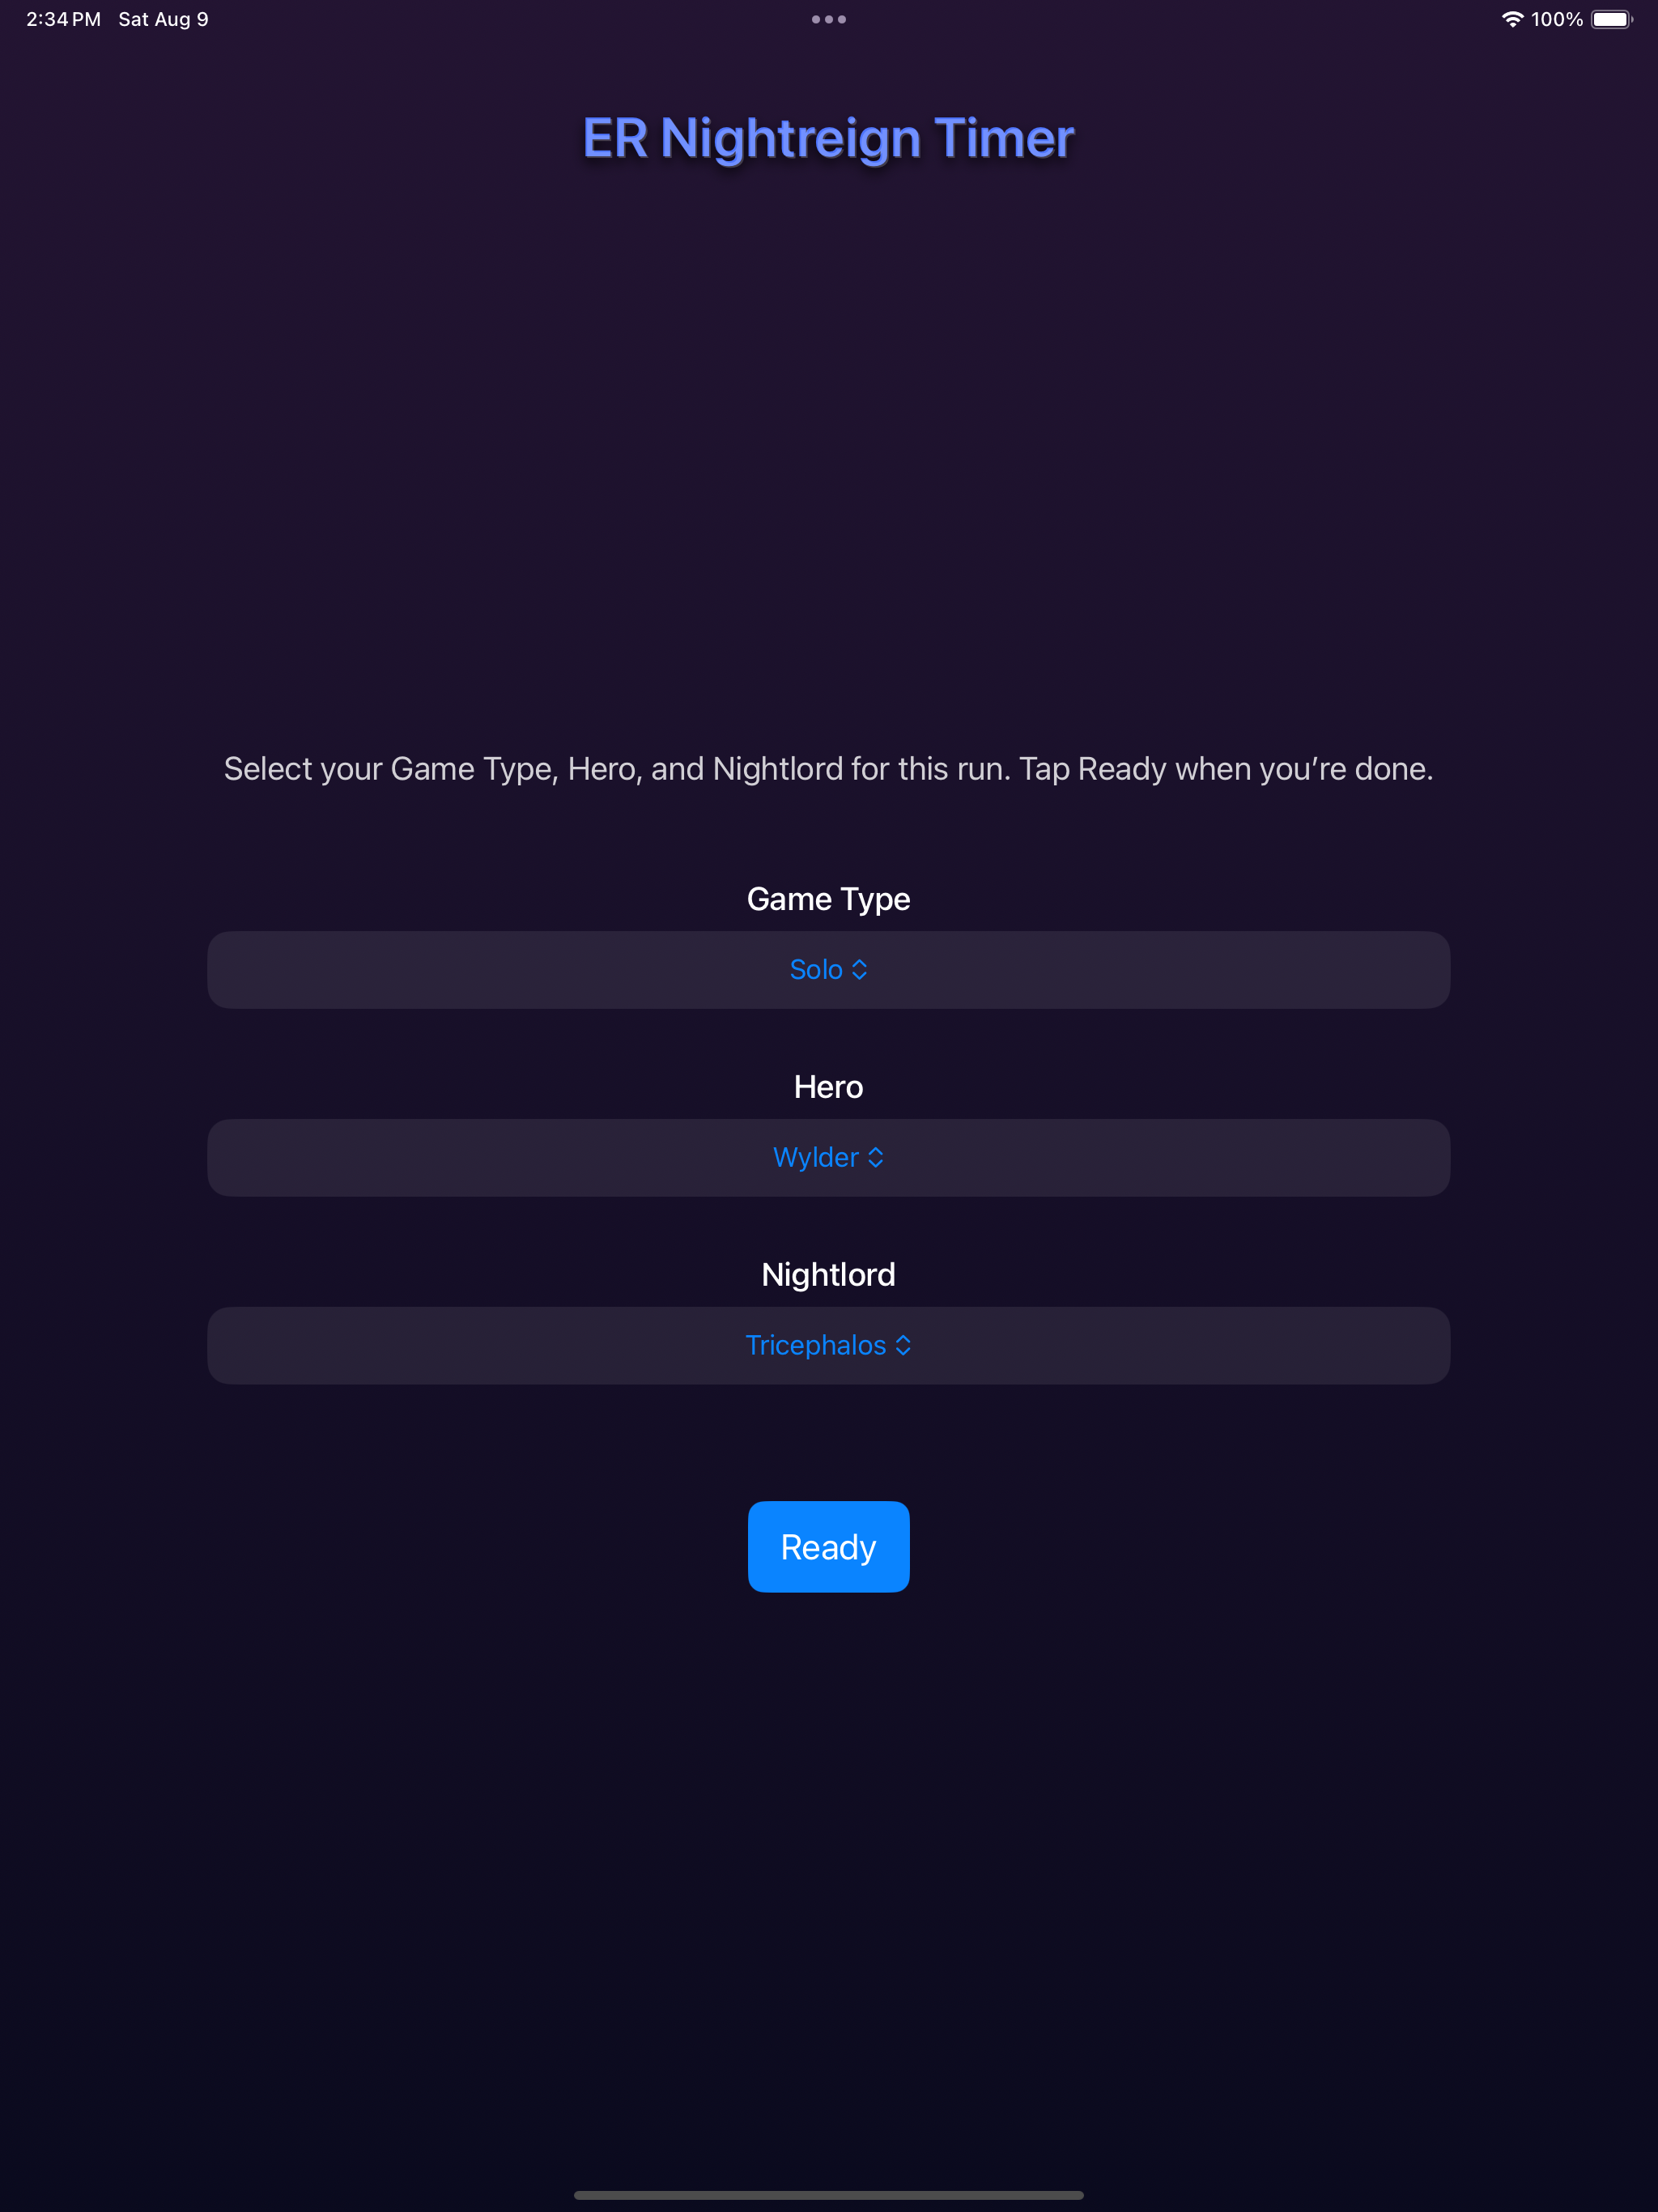 2:34 PM Sat Aug 9
100%
ER Nightreign Timer
Select your Game Type, Hero, and Nightlord for this run. Tap Ready when you’re done.
Game Type
Solo
Hero
Wylder
Nightlord
Tricephalos
Ready